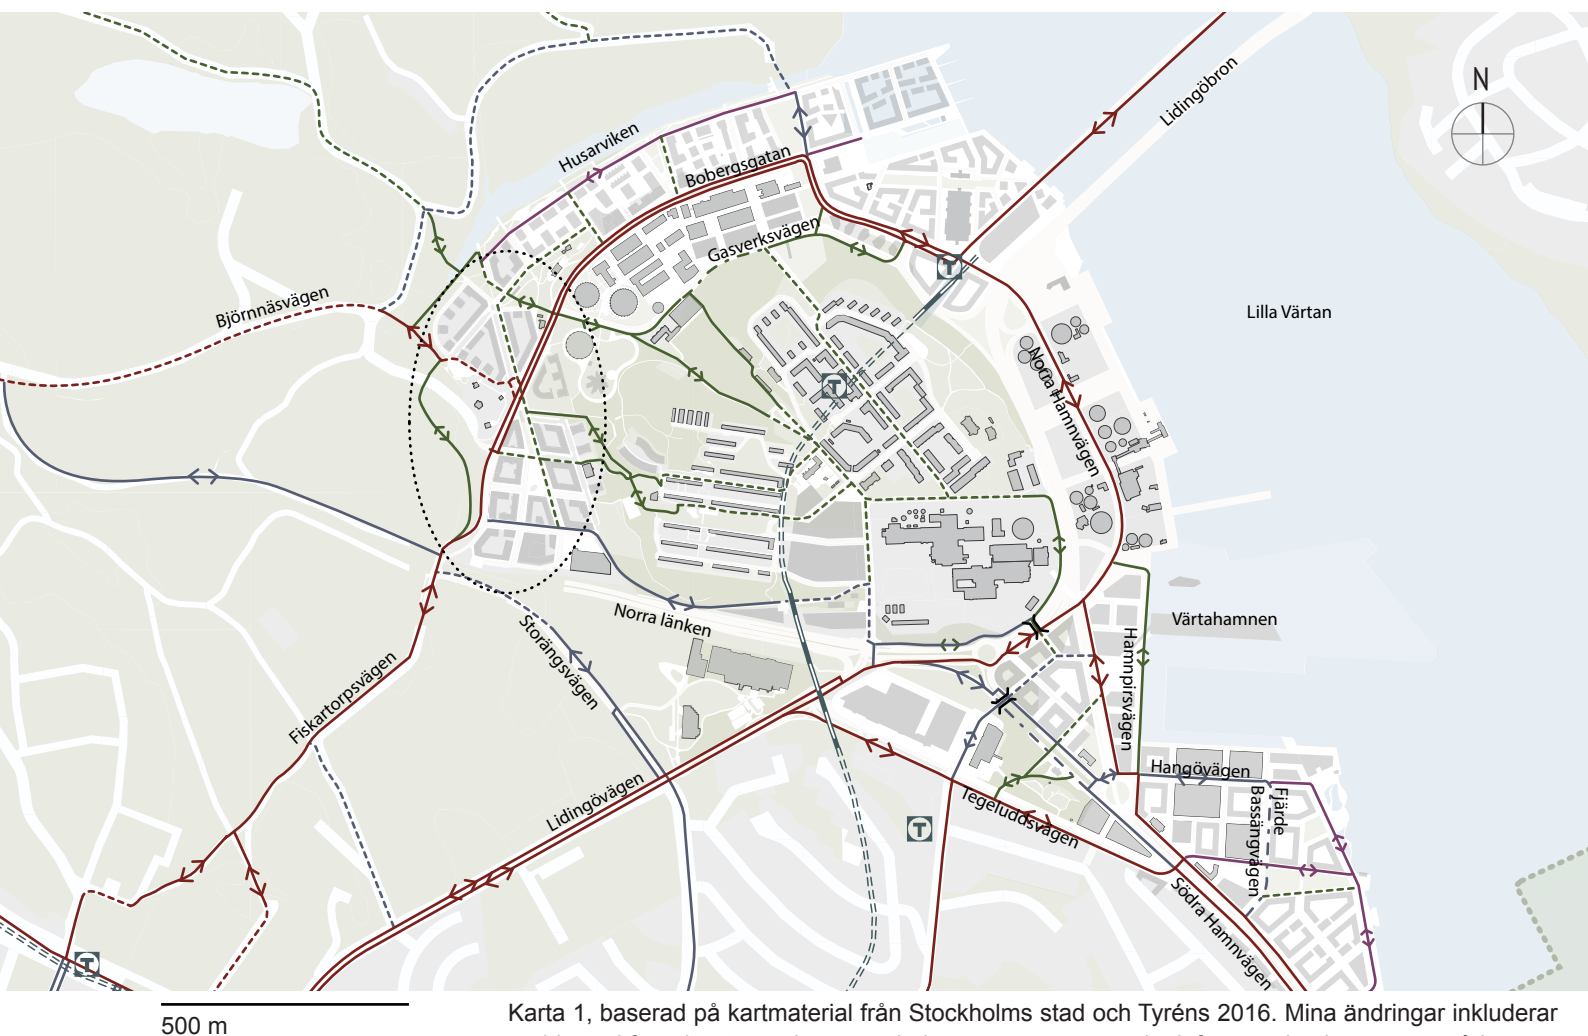 N
Lidingöbron
Husarviken
Bobergsgatan
Gasverksvägen
Björnnäsvägen
Lilla Värtan
T
T
Norra Hamnvägen
Norra länken
Värtahamnen
Storängsvägen
Hamnpirsvägen
Fiskartorpsvägen
Hangövägen
Lidingövägen
Fjärde
Bassängvägen
Tegeluddsvägen
T
Södra Hamnvägen
T
500 m
Karta 1, baserad på kartmaterial från Stockholms stad och Tyréns 2016. Mina ändringar inkluderar